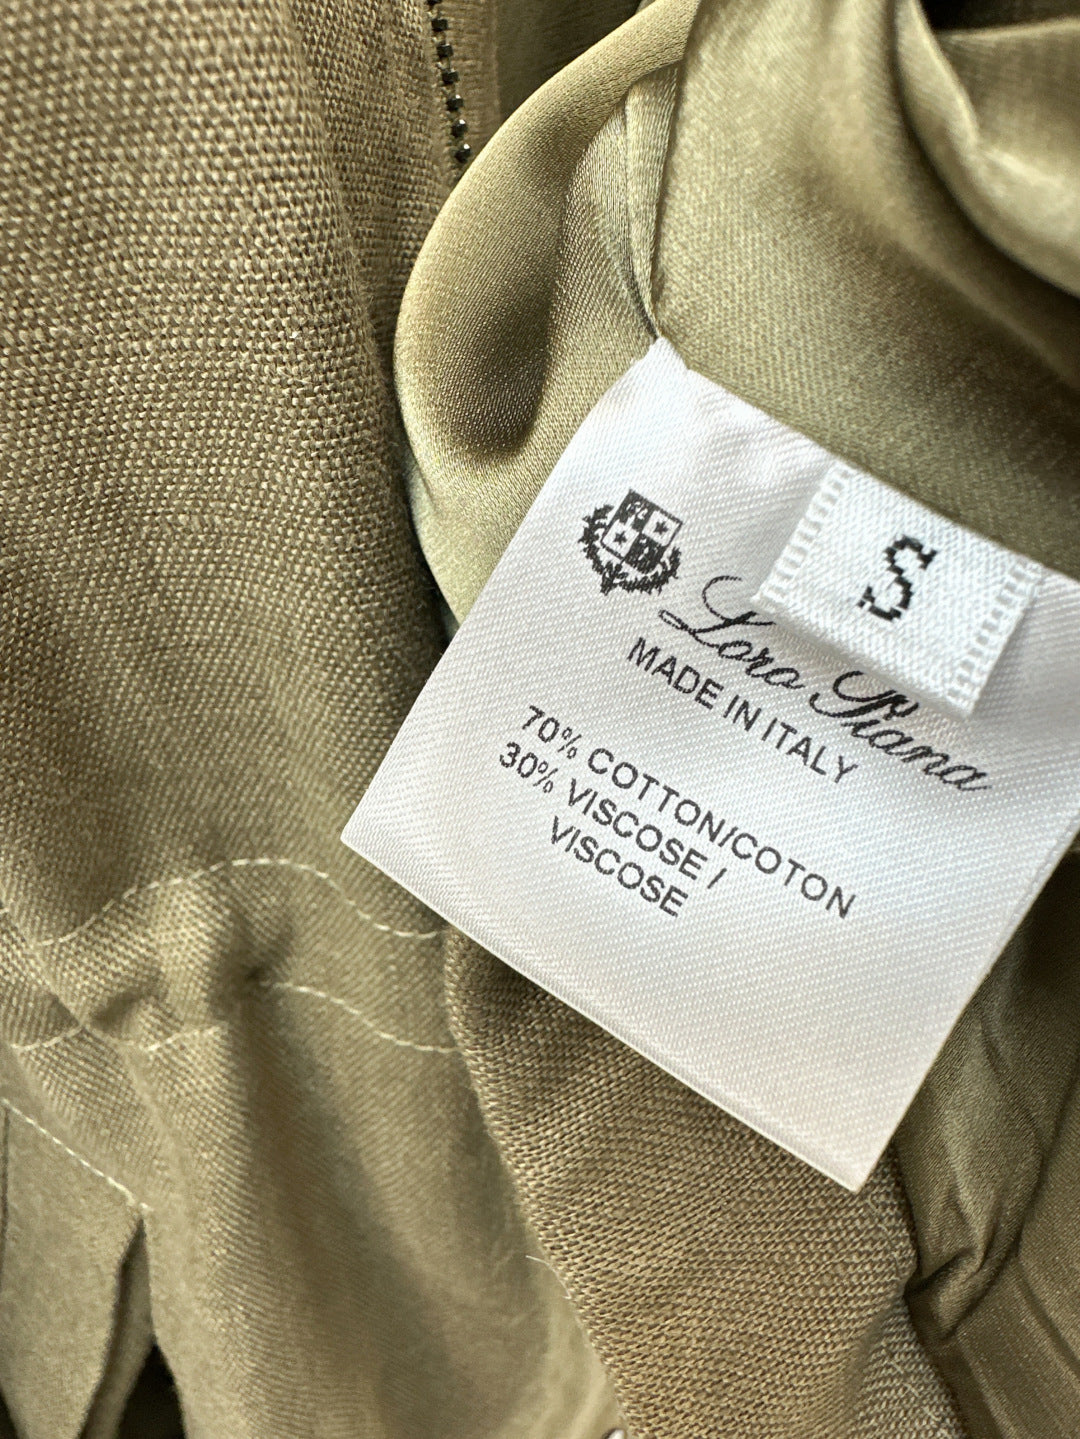 S
Loro Piana
MADE IN ITALY
70% COTTON/COTON
30% VISCOSE /
VISCOSE